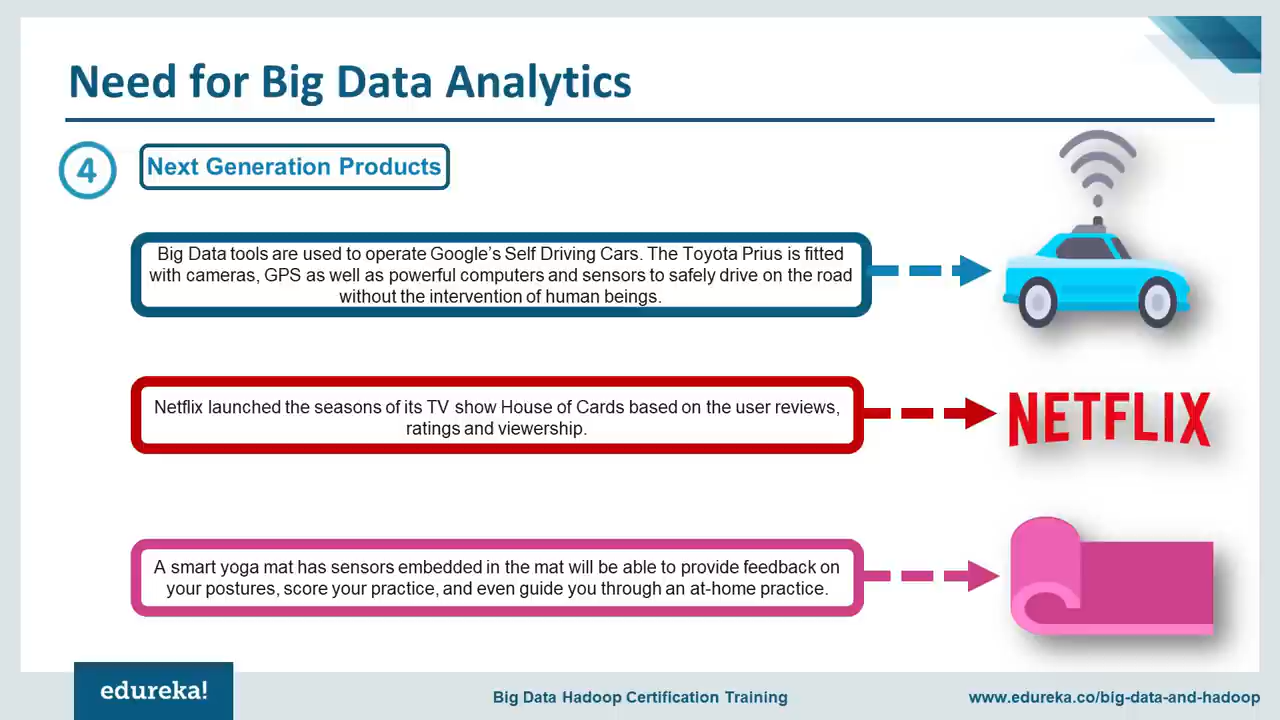 Need for Big Data Analytics
4
Next Generation Products
Big Data tools are used to operate Google’s Self Driving Cars. The Toyota Prius is fitted
with cameras, GPS as well as powerful computers and sensors to safely drive on the road
without the intervention of human beings.
Netflix launched the seasons of its TV show House of Cards based on the user reviews,
ratings and viewership.
NETFLIX
A smart yoga mat has sensors embedded in the mat will be able to provide feedback on
your postures, score your practice, and even guide you through an at-home practice.
edureka!
Big Data Hadoop Certification Training
www.edureka.co/big-data-and-hadoop